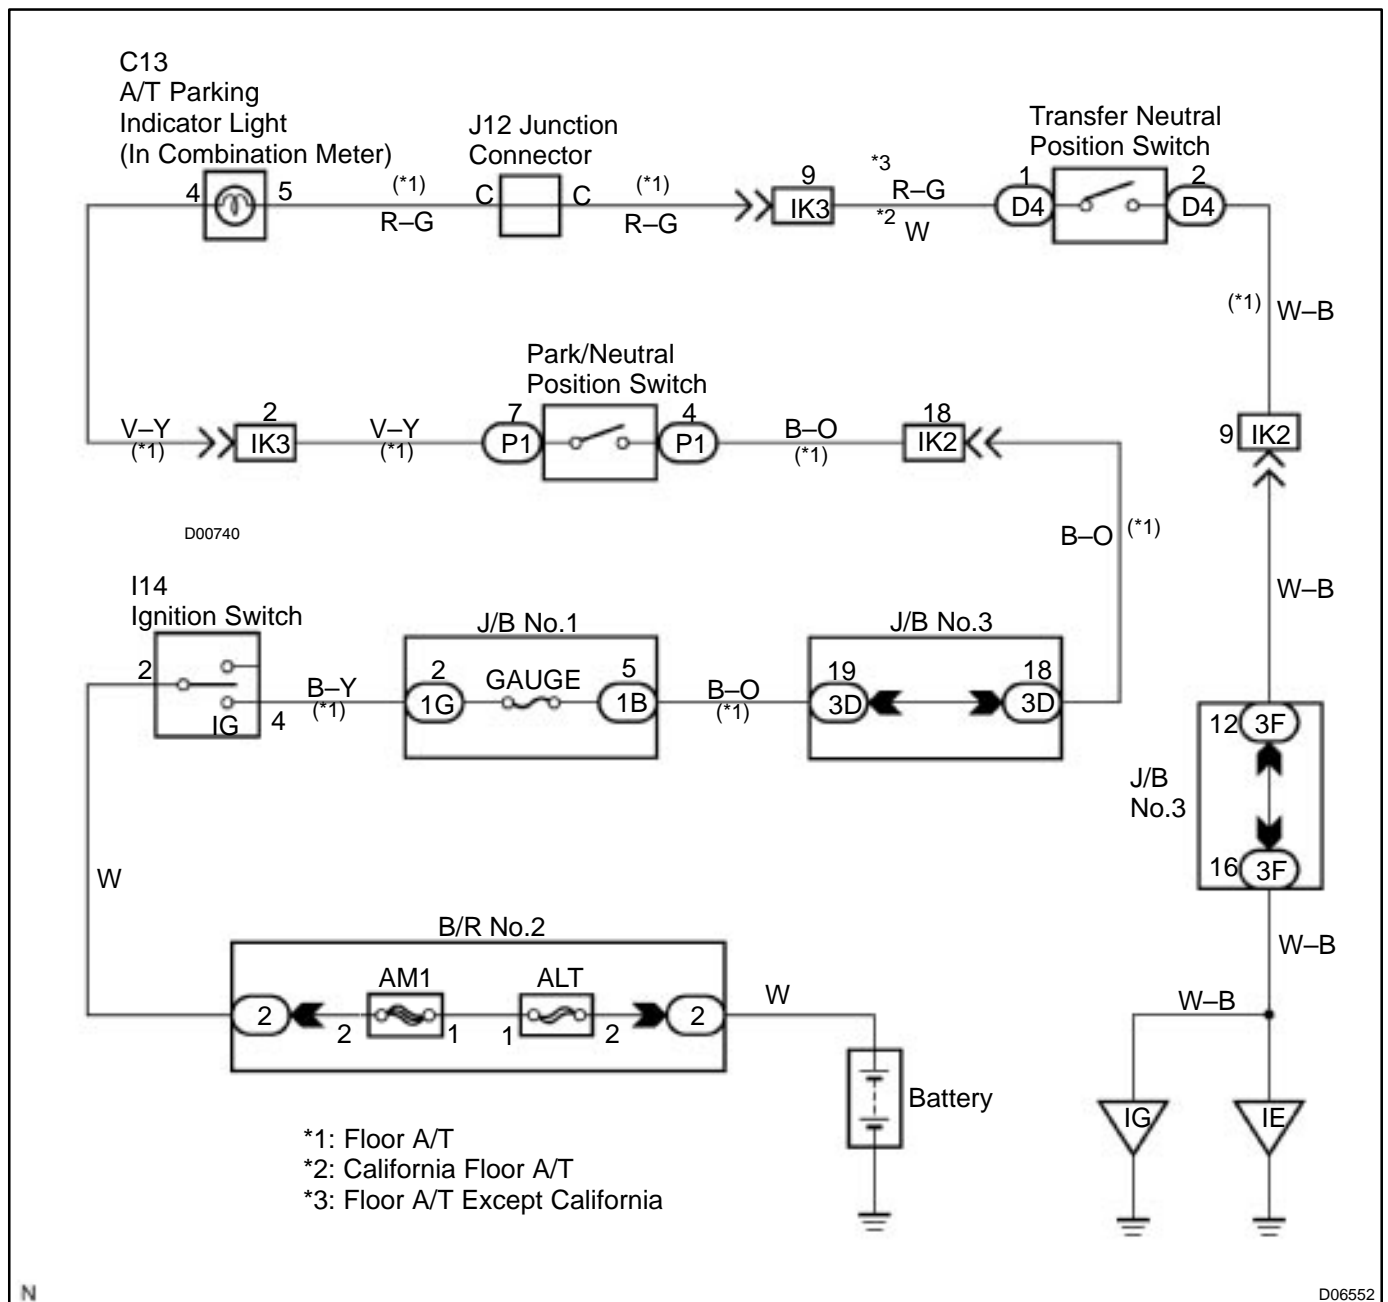 C13
A/T Parking
Indicator Light
(In Combination Meter)
J12 Junction
Connector
Transfer Neutral
Position Switch
4
5
(*1)
R–G
C
C
(*1)
R–G
9
IK3
*3
R–G
*2
W
1
D4
2
D4
(*1)
W–B
Park/Neutral
Position Switch
V–Y
(*1)
2
IK3
V–Y
(*1)
7
P1
4
P1
B–O
(*1)
18
IK2
9
IK2
D00740
B–O
(*1)
W–B
I14
Ignition Switch
2
IG
4
B–Y
(*1)
J/B No.1
2
1G
GAUGE
5
1B
B–O
(*1)
J/B No.3
19
3D
18
3D
12
3F
J/B
No.3
16
3F
W
B/R No.2
2
2
AM1
1
1
ALT
2
2
W
W–B
W–B
Battery
IG
IE
*1: Floor A/T
*2: California Floor A/T
*3: Floor A/T Except California
N
D06552